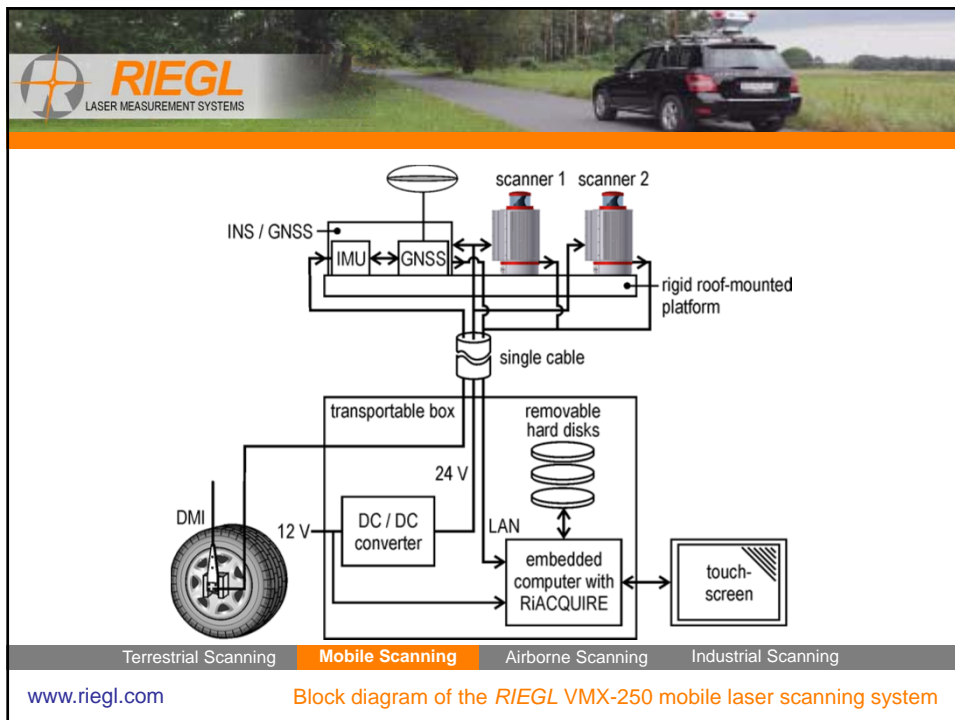 RIEGL
LASER MEASUREMENT SYSTEMS
scanner 1 scanner 2
INS / GNSS
IMU GNSS
rigid roof-mounted
platform
single cable
transportable box
removable
hard disks
24 V
DMI
12 V
DC / DC
converter
LAN
embedded
computer with
RiACQUIRE
touch-
screen
Terrestrial Scanning Mobile Scanning Airborne Scanning Industrial Scanning
www.riegl.com Block diagram of the RIEGL VMX-250 mobile laser scanning system